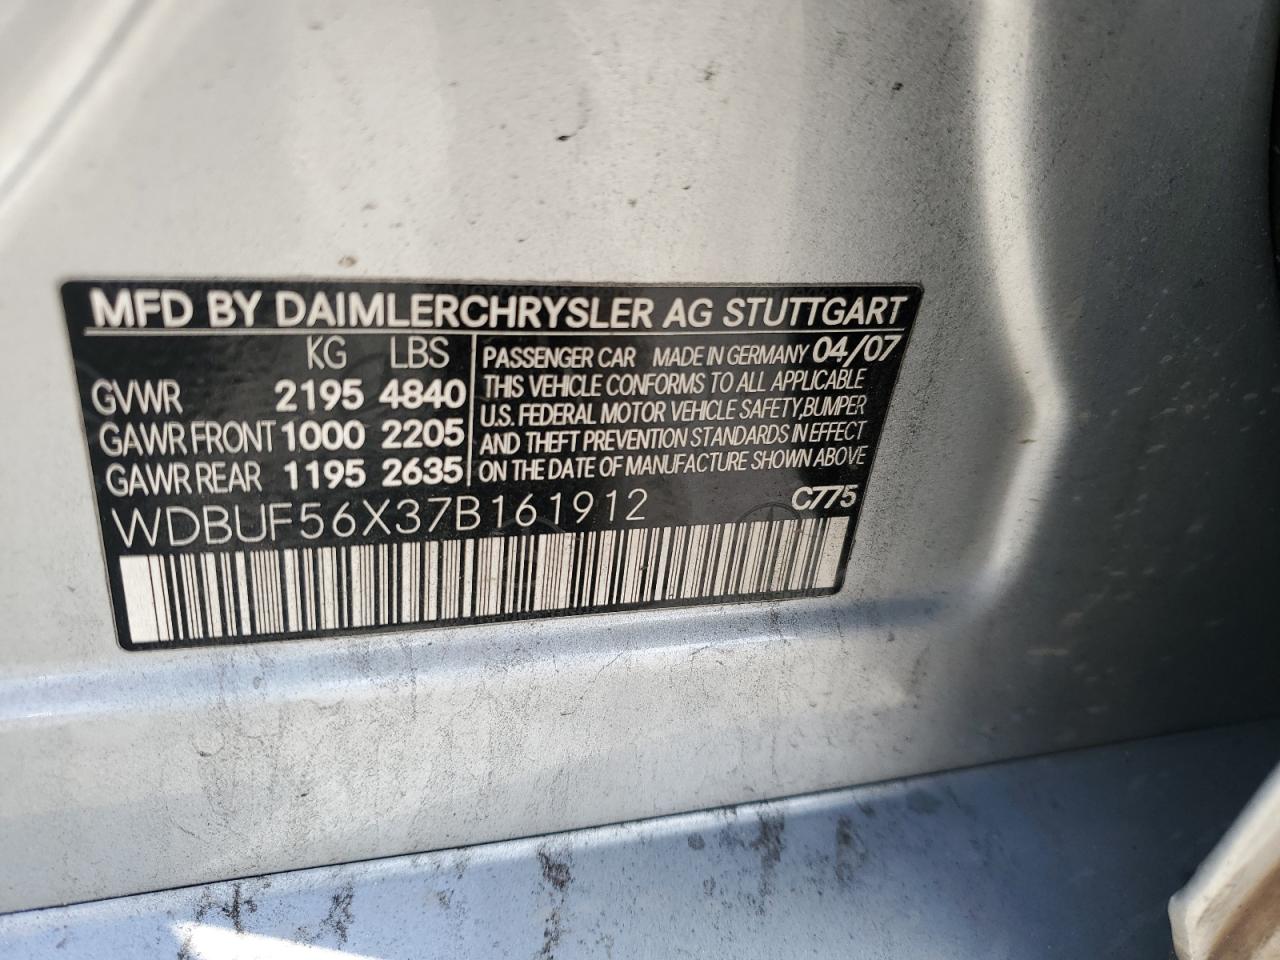 MFD BY DAIMLERCHRYSLER AG STUTTGART
KG LBS
GVWR 2195 4840
GAWR FRONT 1000 2205
GAWR REAR 1195 2635
PASSENGER CAR MADE IN GERMANY 04/07
THIS VEHICLE CONFORMS TO ALL APPLICABLE
U.S. FEDERAL MOTOR VEHICLE SAFETY, BUMPER
AND THEFT PREVENTION STANDARDS IN EFFECT
ON THE DATE OF MANUFACTURE SHOWN ABOVE
WDBUF56X37B161912
C775